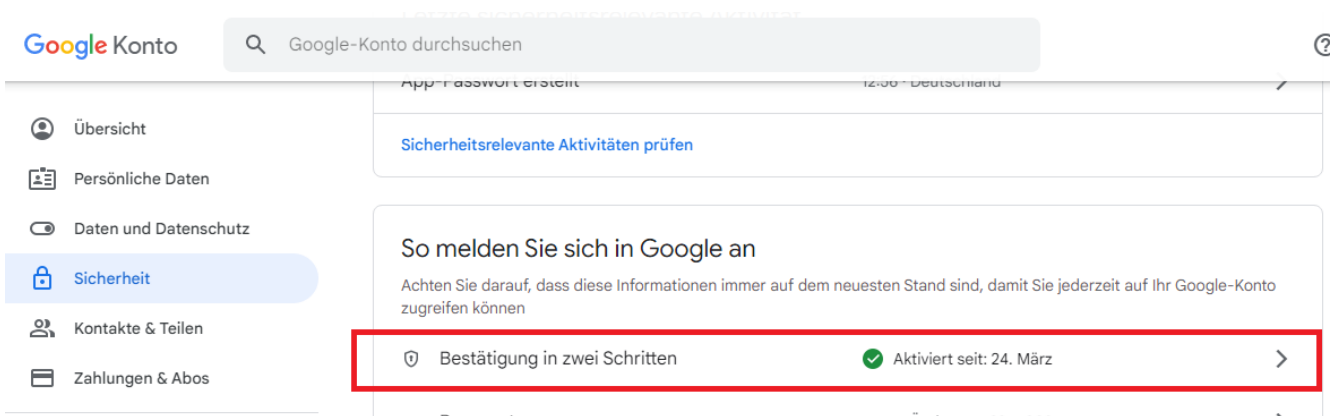 Google Konto
Google-Konto durchsuchen
App-Passwort erstellt
12:56 · Deutschland
Übersicht
Sicherheitsrelevante Aktivitäten prüfen
Persönliche Daten
Daten und Datenschutz
Sicherheit
Kontakte & Teilen
Zahlungen & Abos
So melden Sie sich in Google an
Achten Sie darauf, dass diese Informationen immer auf dem neuesten Stand sind, damit Sie jederzeit auf Ihr Google-Konto
zugreifen können
Bestätigung in zwei Schritten
Aktiviert seit: 24. März